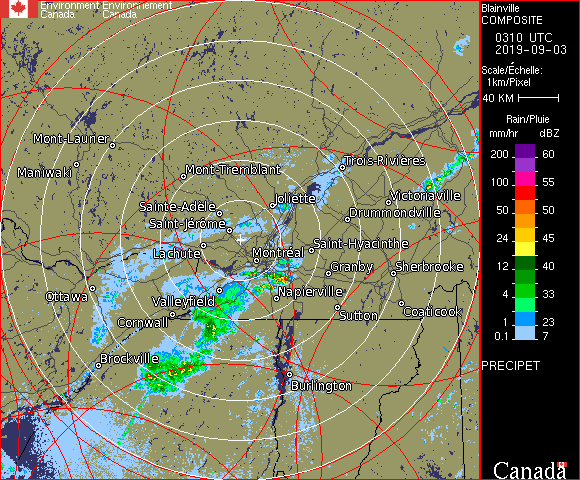 Environment Environnement
Canada Canada
Blainville
COMPOSITE
0310 UTC
2019-09-03
Scale/Échelle:
1km/Pixel
40 KM
Rain/Pluie
mm/hr dBZ
200 60
150 57
100 55
50 50
24 45
12 40
4 33
0.1 7
PRECIPET
Canada
Mont-Laurier
Maniwaki
Mont-Tremblant
Trois-Rivières
Sainte-Adele
Joliette
Victoriaville
Saint-Jérôme
Drummondville
Lachute
Montréal
Saint-Hyacinthe
Granby
Sherbrooke
Ottawa
Valleyfield
Napierville
Cornwall
Sutton
Coaticook
Brockville
Burlington